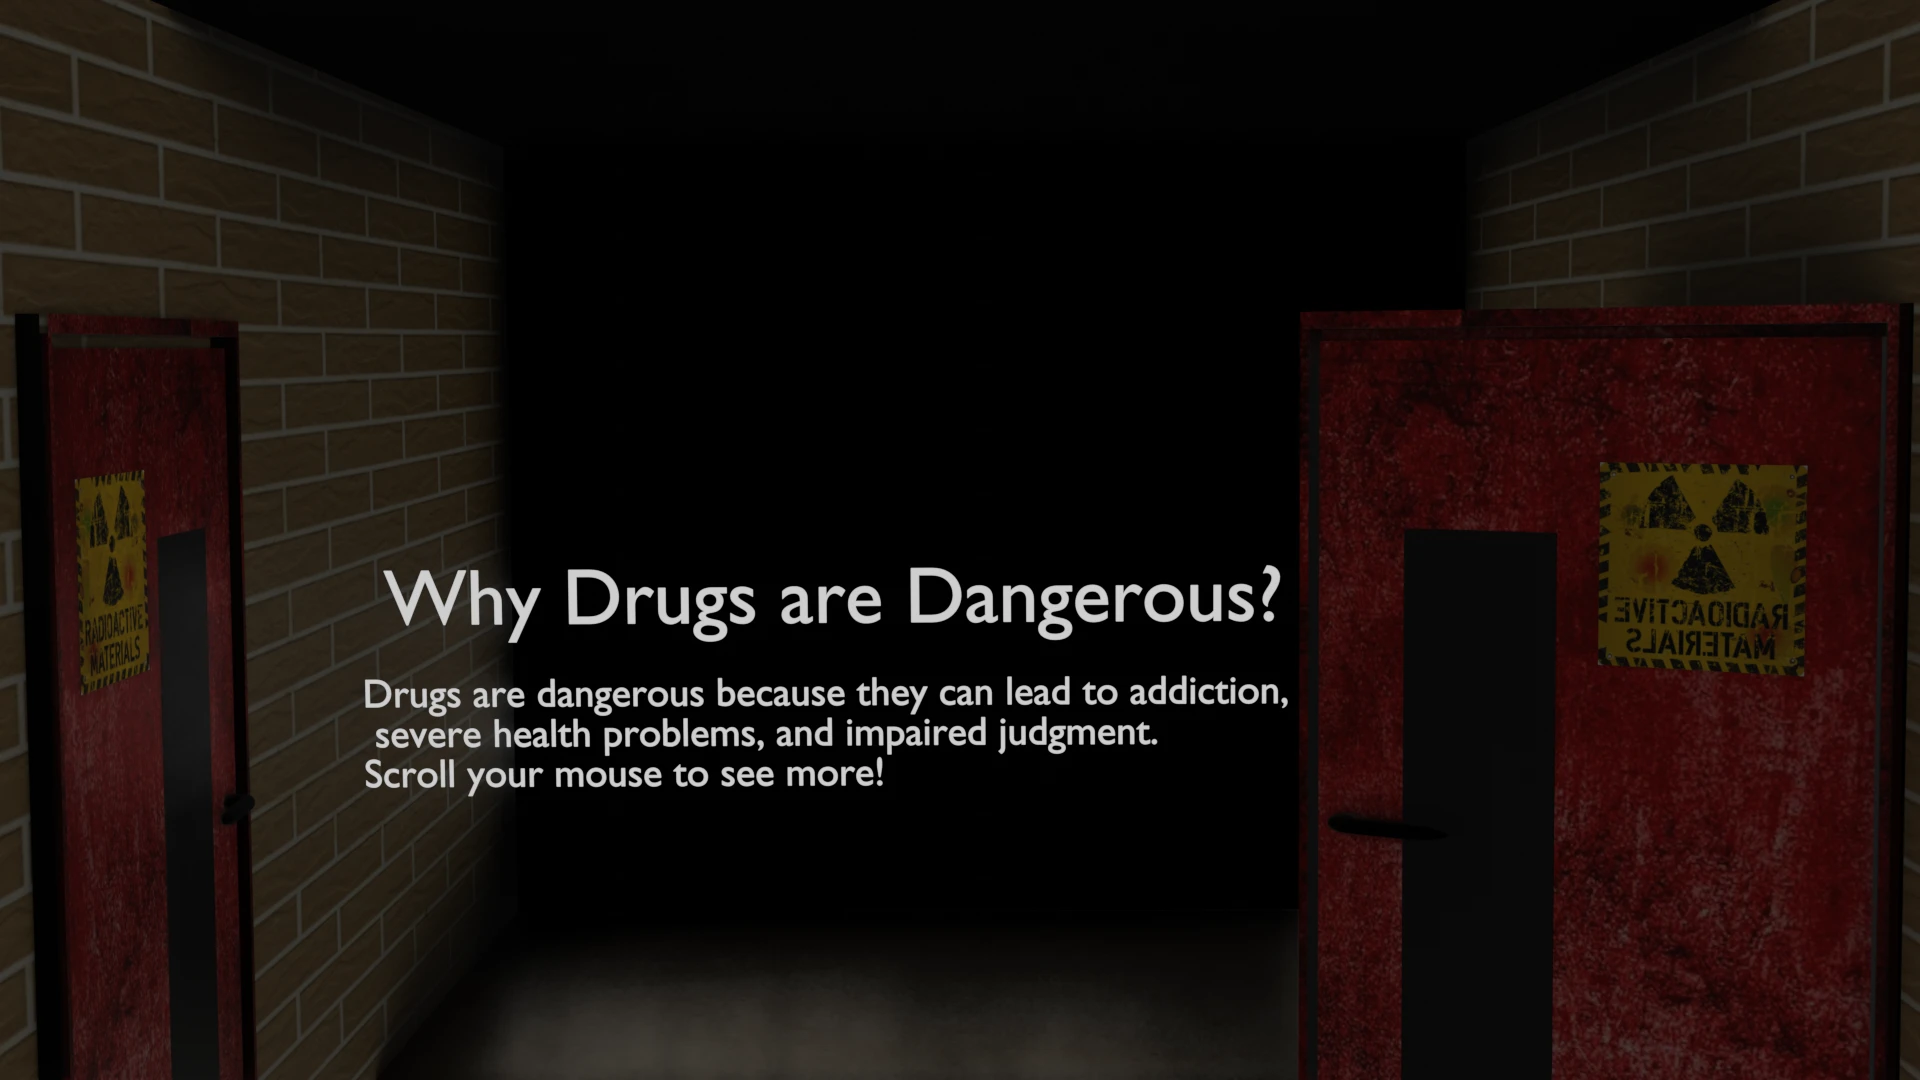 Why Drugs are Dangerous?
Drugs are dangerous because they can lead to addiction,
severe health problems, and impaired judgment.
Scroll your mouse to see more!
RADIOACTIVE
MATERIALS
RADIOACTIVE
MATERIALS